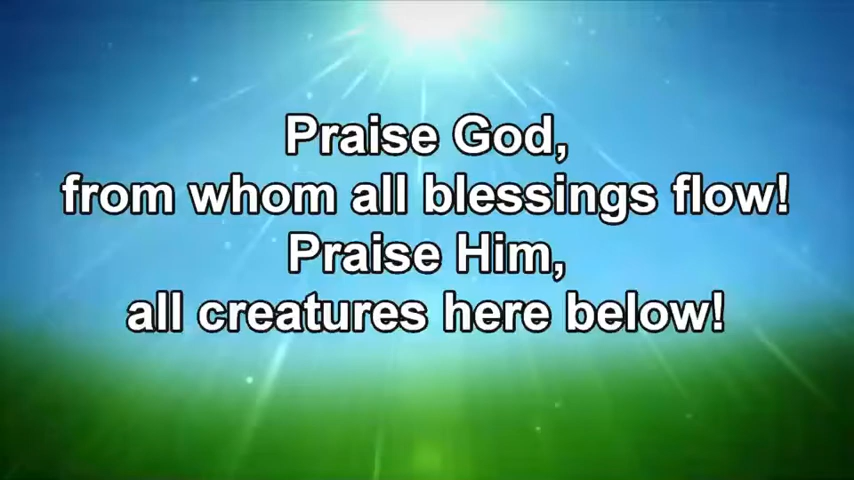 Praise God,
from whom all blessings flow!
Praise Him,
all creatures here below!